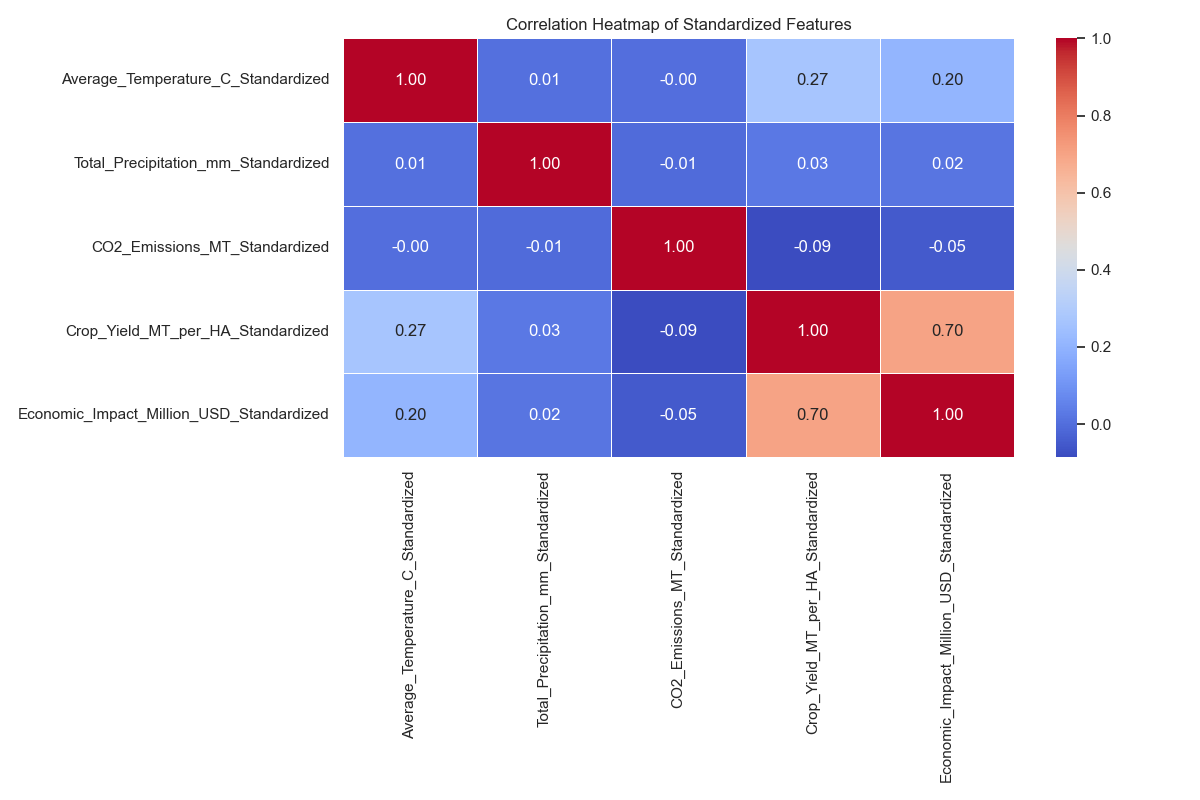 Correlation Heatmap of Standardized Features
Average_Temperature_C_Standardized 1.00 0.01 -0.00 0.27 0.20
Total_Precipitation_mm_Standardized 0.01 1.00 -0.01 0.03 0.02
CO2_Emissions_MT_Standardized -0.00 -0.01 1.00 -0.09 -0.05
Crop_Yield_MT_per_HA_Standardized 0.27 0.03 -0.09 1.00 0.70
Economic_Impact_Million_USD_Standardized 0.20 0.02 -0.05 0.70 1.00
Average_Temperature_C_Standardized
Total_Precipitation_mm_Standardized
CO2_Emissions_MT_Standardized
Crop_Yield_MT_per_HA_Standardized
Economic_Impact_Million_USD_Standardized
1.0
0.8
0.6
0.4
0.2
0.0